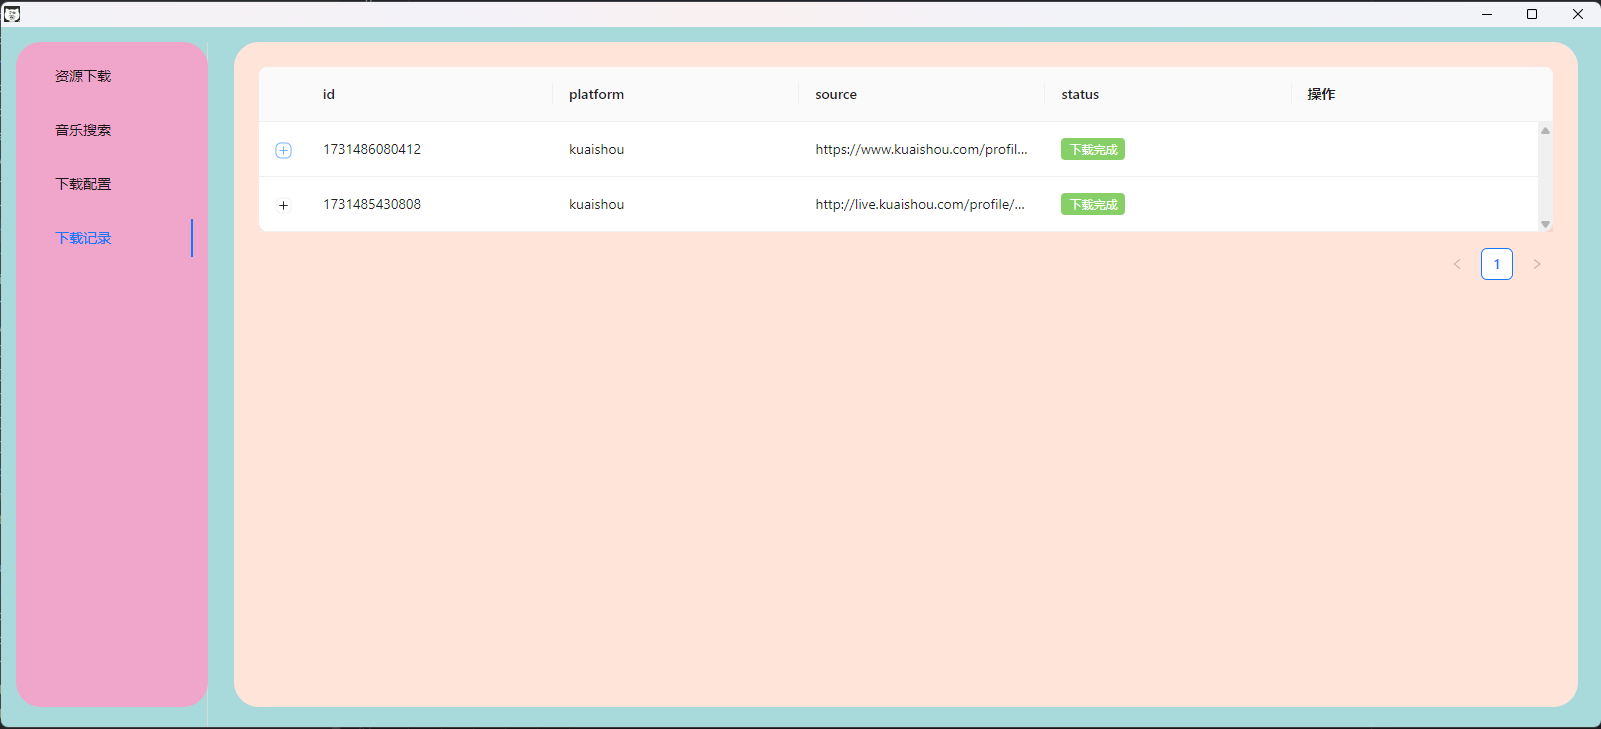 资源下载
音乐搜索
下载配置
下载记录
id platform source status 操作
1731486080412 kuaishou https://www.kuaishou.com/profil... 下载完成
1731485430808 kuaishou http://live.kuaishou.com/profile/... 下载完成
1